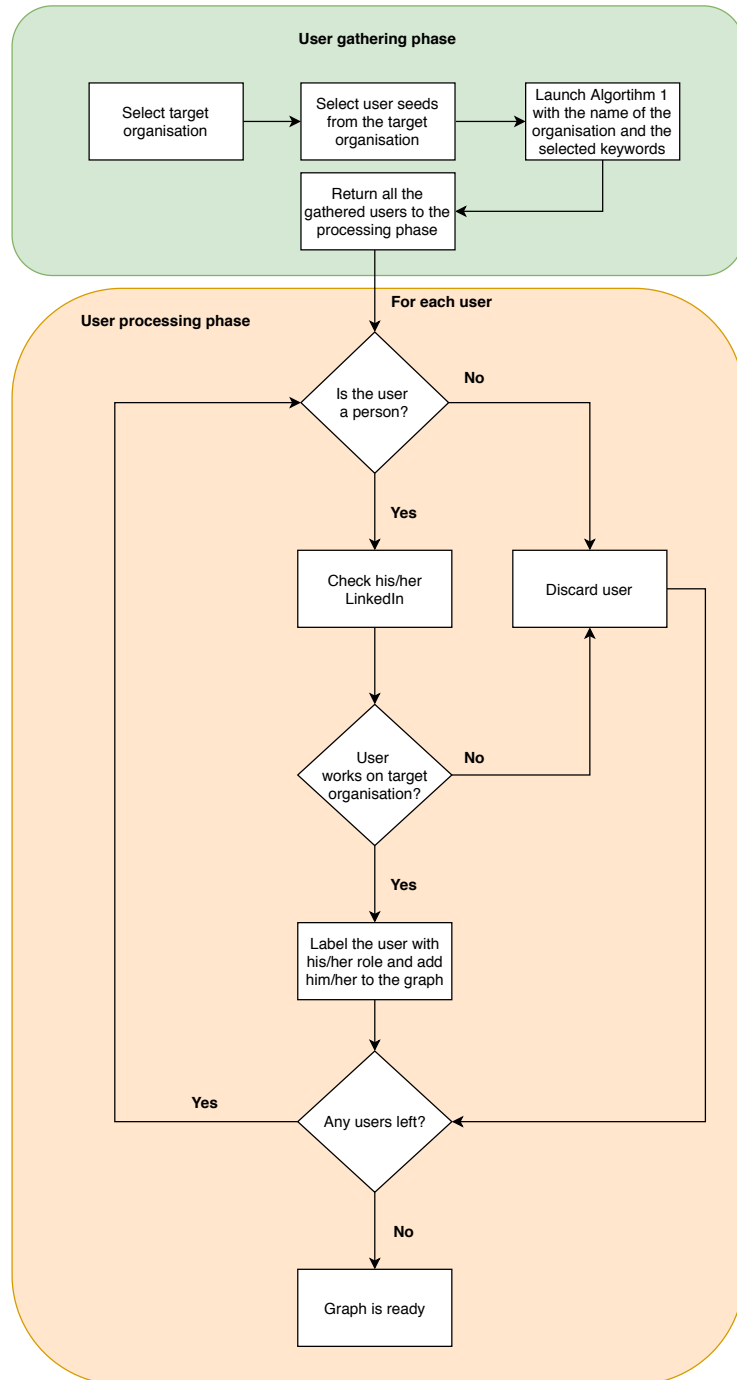 User gathering phase
Select target
organisation
Select user seeds
from the target
organisation
Launch Algortihm 1
with the name of the
organisation and the
selected keywords
Return all the
gathered users to the
processing phase
For each user
User processing phase
Is the user
a person?
No
Yes
Check his/her
LinkedIn
Discard user
User
works on target
organisation?
No
Yes
Label the user with
his/her role and add
him/her to the graph
Yes
Any users left?
No
Graph is ready